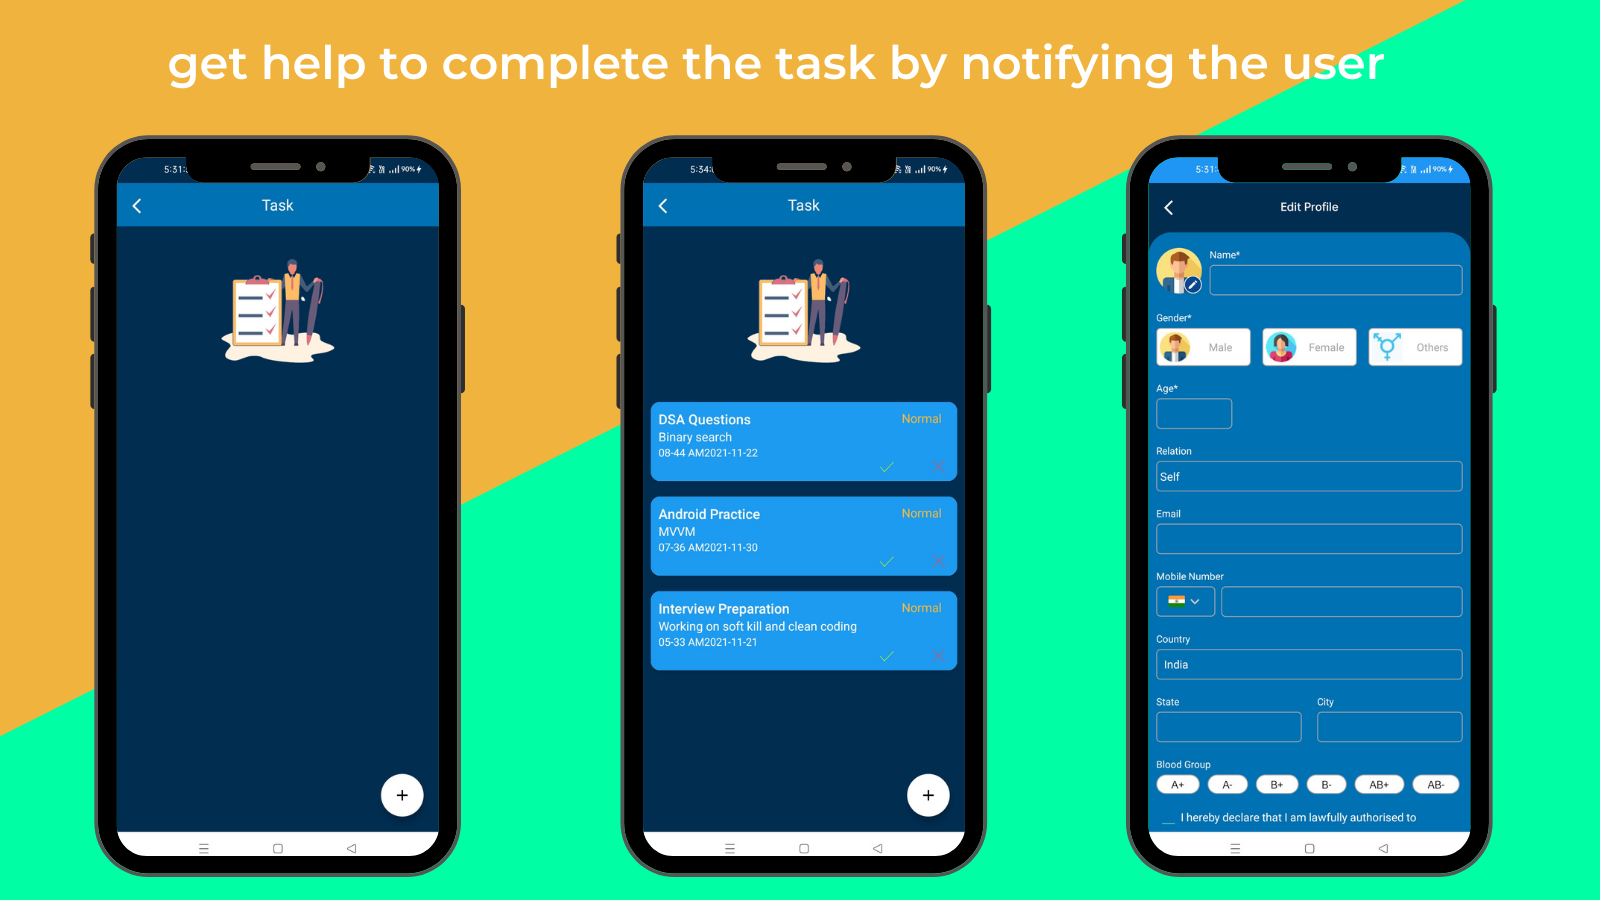 get help to complete the task by notifying the user
5:31:
90%
Task
+
5:34:
90%
Task
DSA Questions
Normal
Binary search
08-44 AM2021-11-22
Android Practice
Normal
MVVM
07-36 AM2021-11-30
Interview Preparation
Normal
Working on soft kill and clean coding
05-33 AM2021-11-21
+
5:31:
90%
Edit Profile
Name*
Gender*
Male
Female
Others
Age*
Relation
Self
Email
Mobile Number
Country
India
State
City
Blood Group
A+
A-
B+
B-
AB+
AB-
I hereby declare that I am lawfully authorised to